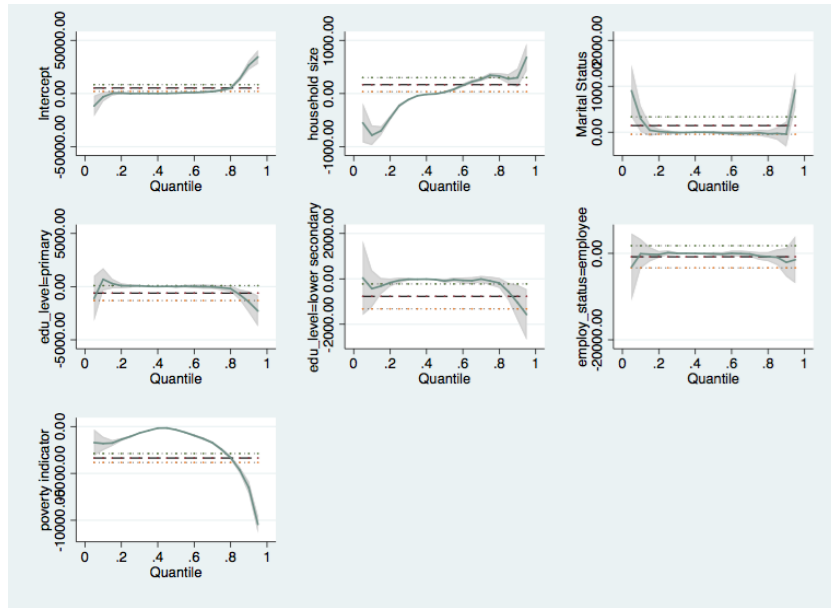 Intercept
50000.00
0.00
-50000.00
0 .2 .4 .6 .8 1
Quantile
household size
1000.00
0.00
-1000.00
0 .2 .4 .6 .8 1
Quantile
Marital Status
2000.00
1000.00
0.00
0 .2 .4 .6 .8 1
Quantile
edu_level=primary
5000.00
0.00
-5000.00
0 .2 .4 .6 .8 1
Quantile
edu_level=lower secondary
2000.00
0.00
-2000.00
0 .2 .4 .6 .8 1
Quantile
employ_status=employee
0.00
-20000.00
0 .2 .4 .6 .8 1
Quantile
poverty indicator
0.00
-10000.00
0 .2 .4 .6 .8 1
Quantile